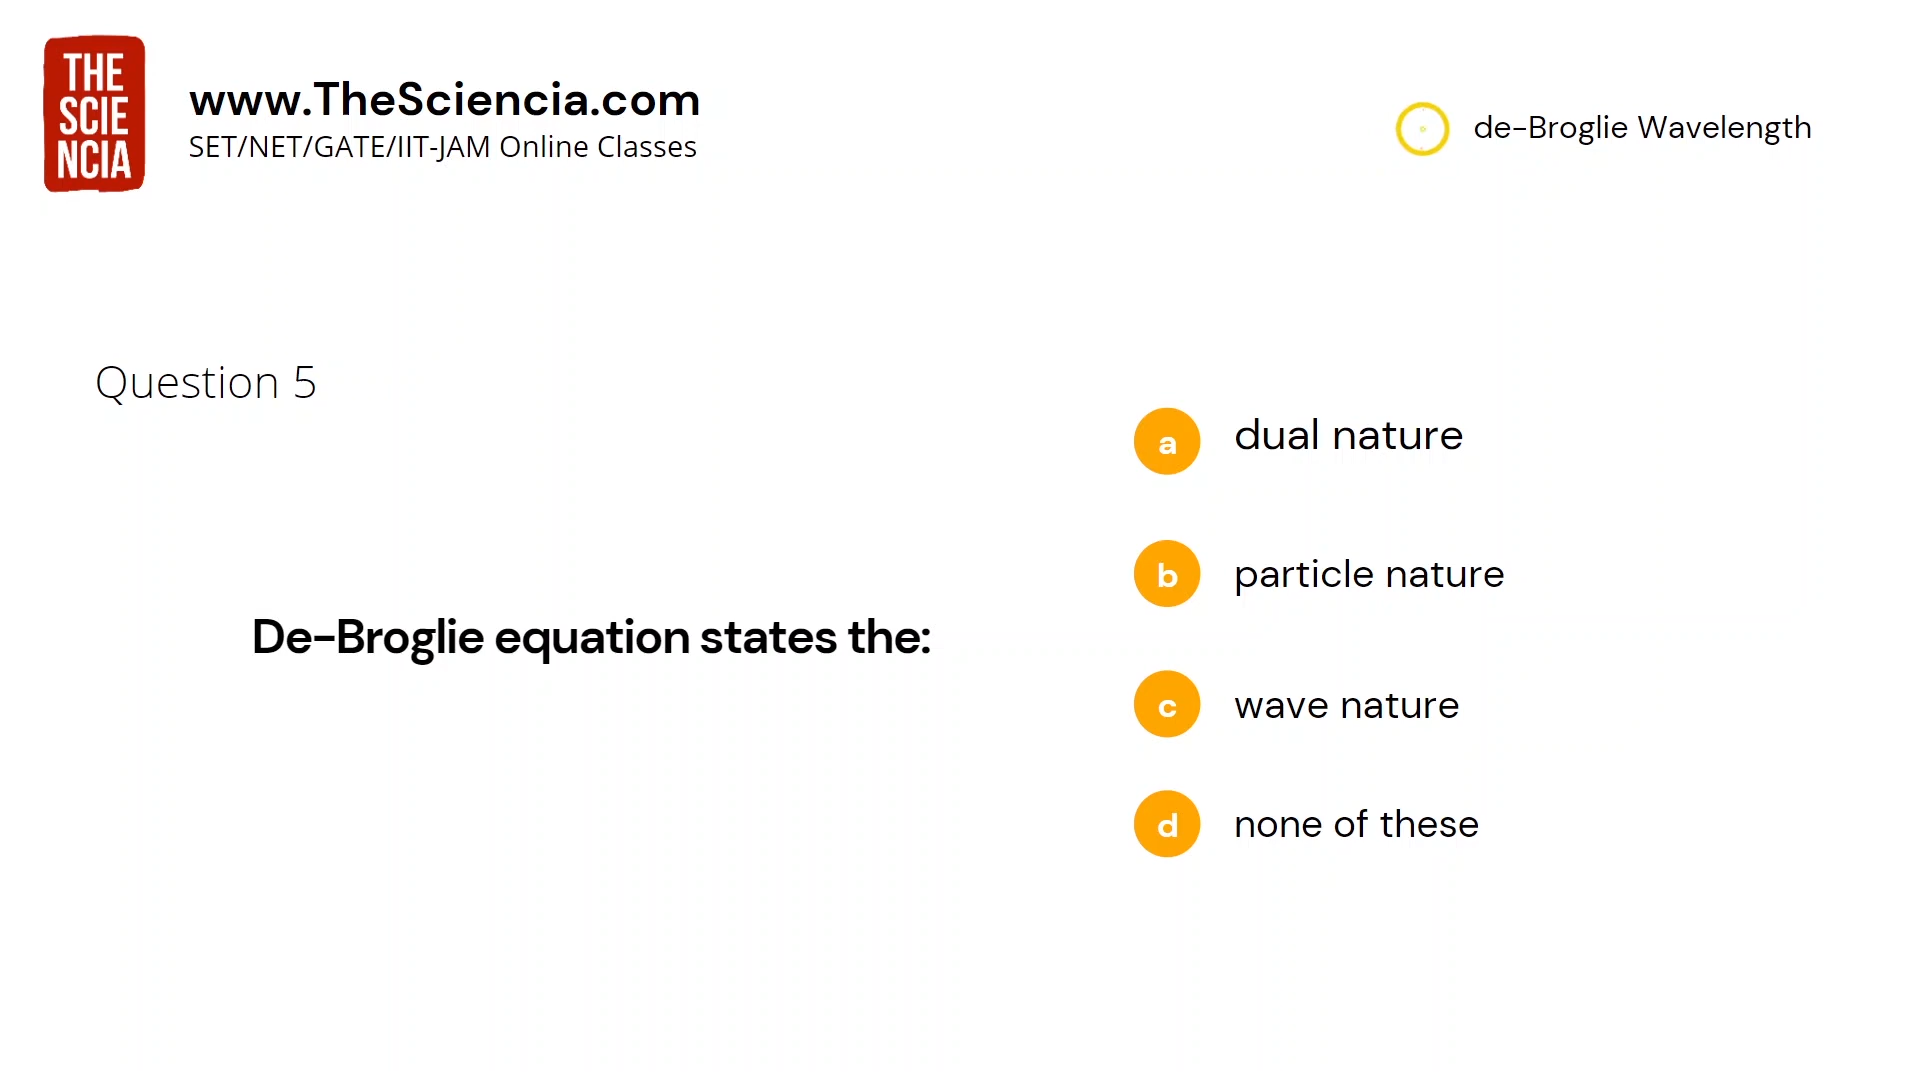 THE
SCIE
NCIA
www.TheSciencia.com
SET/NET/GATE/IIT-JAM Online Classes
de-Broglie Wavelength
Question 5
De-Broglie equation states the:
a dual nature
b particle nature
c wave nature
d none of these